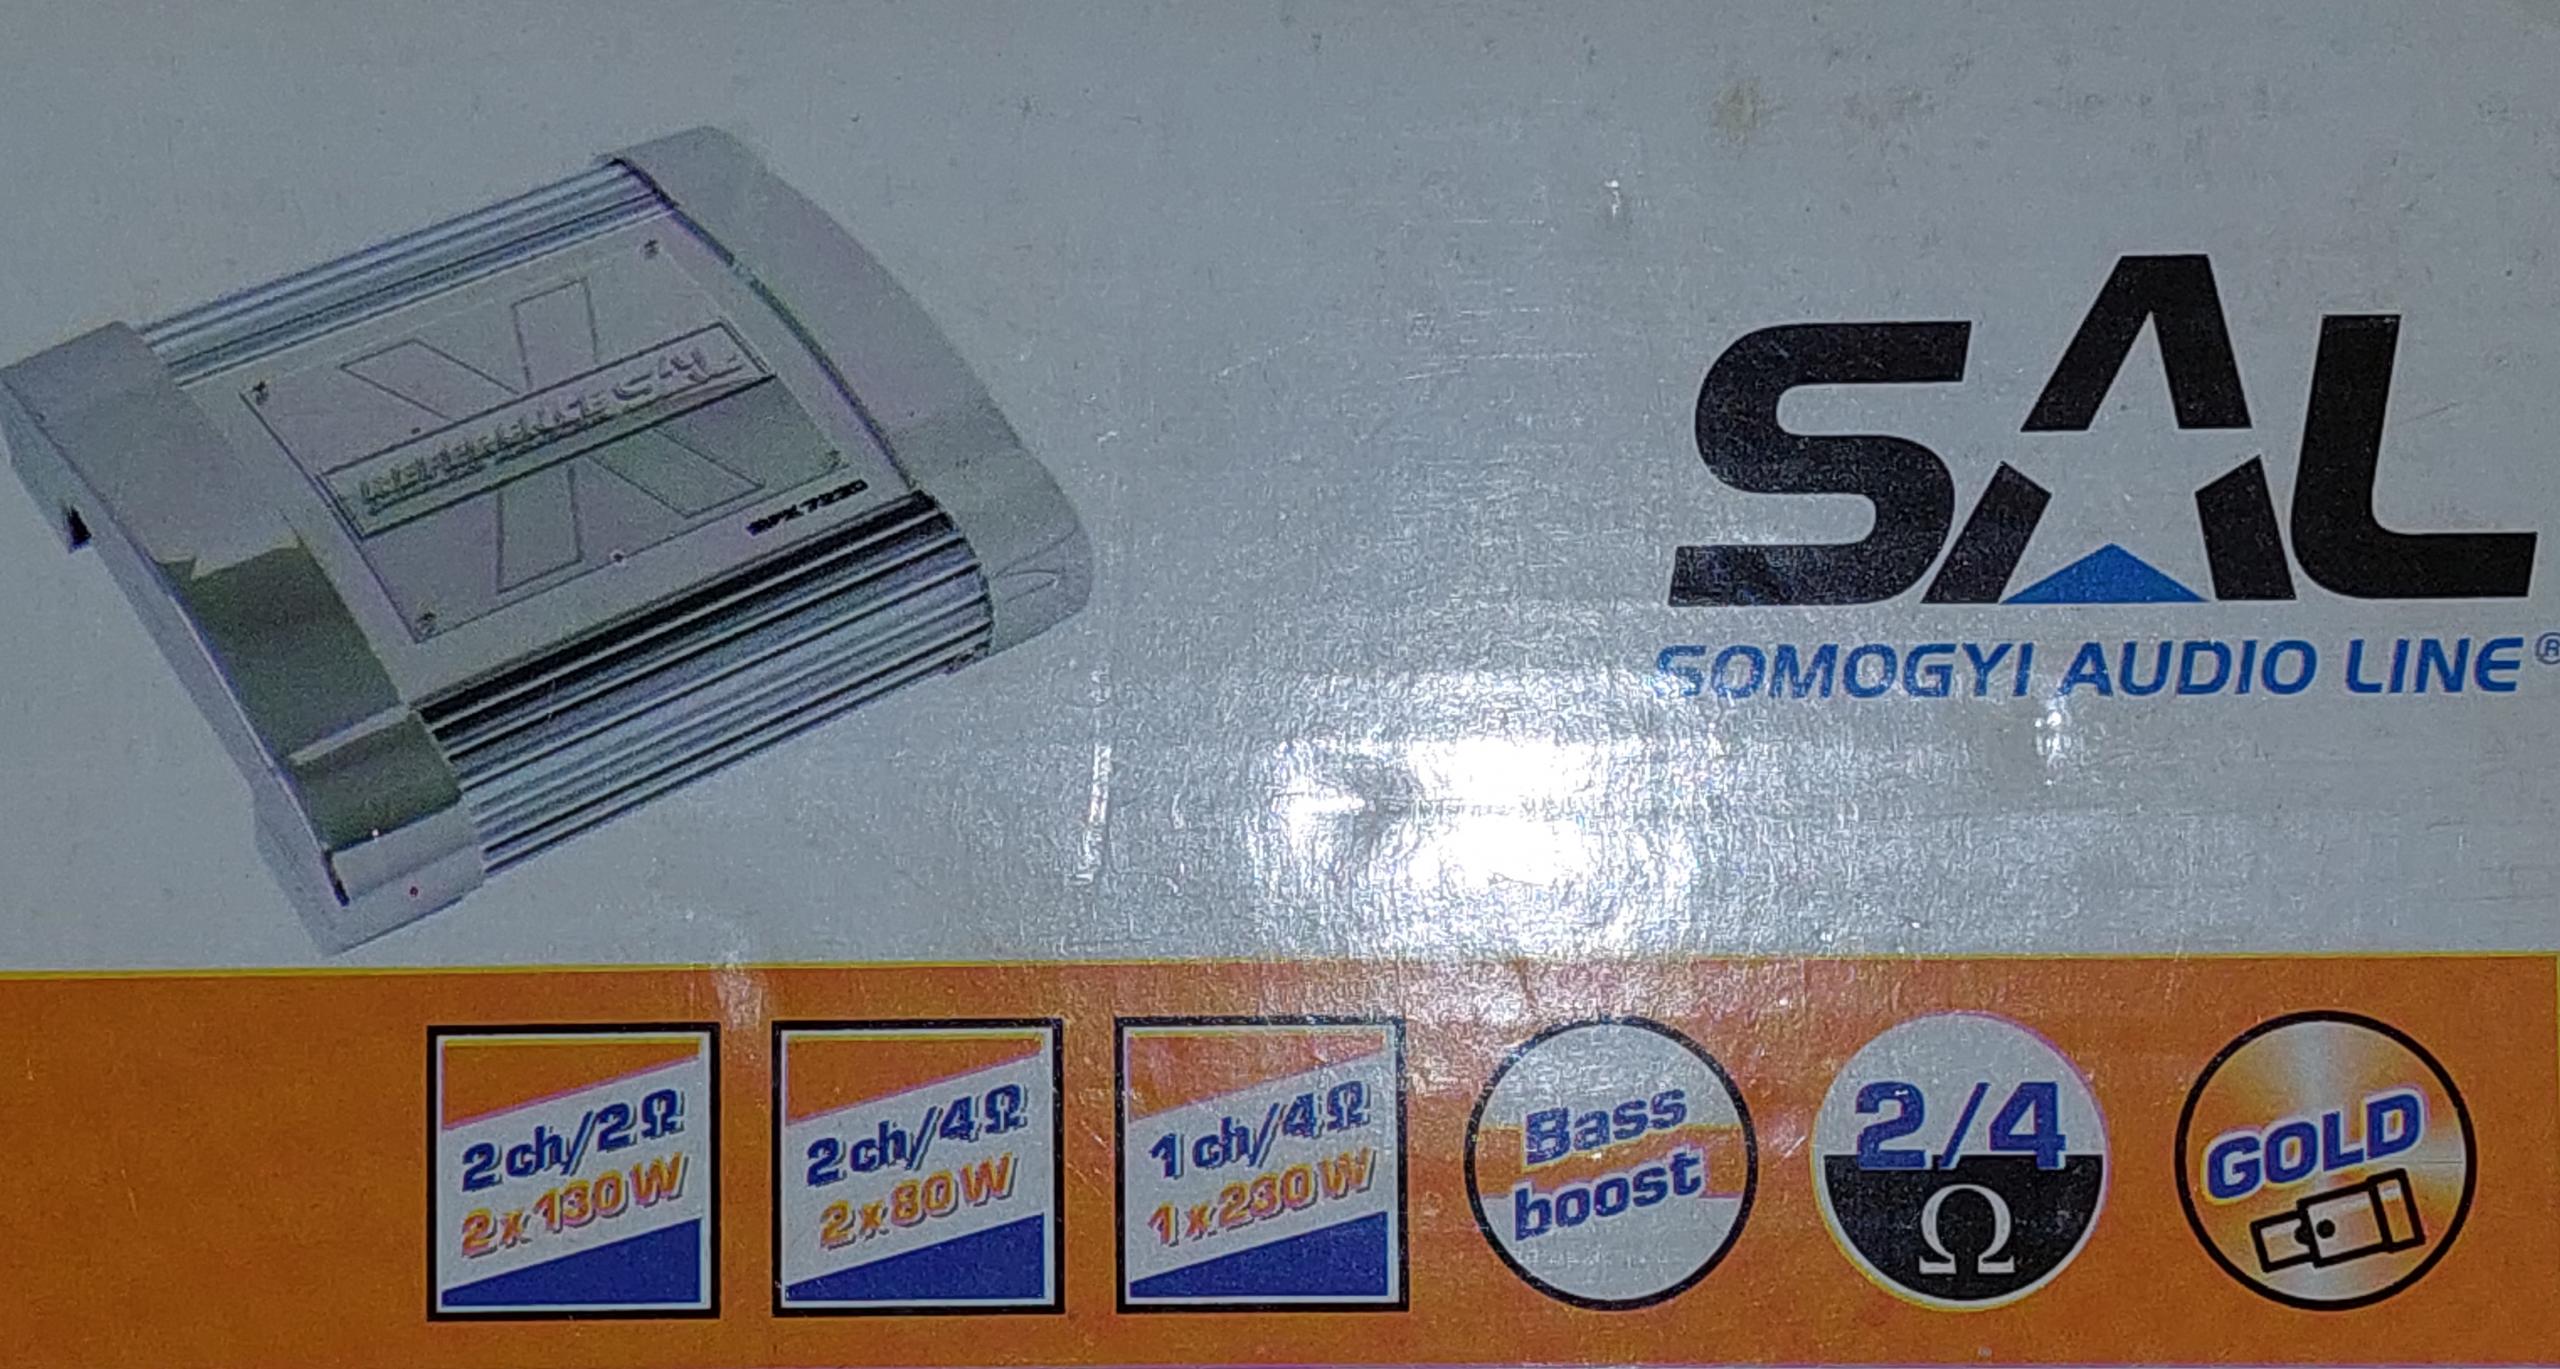 SAL
SOMOGYI AUDIO LINE®
2ch/2Ω
2x130W
2ch/4Ω
2x80W
1ch/4Ω
1x230W
Bass
boost
2/4
Ω
GOLD